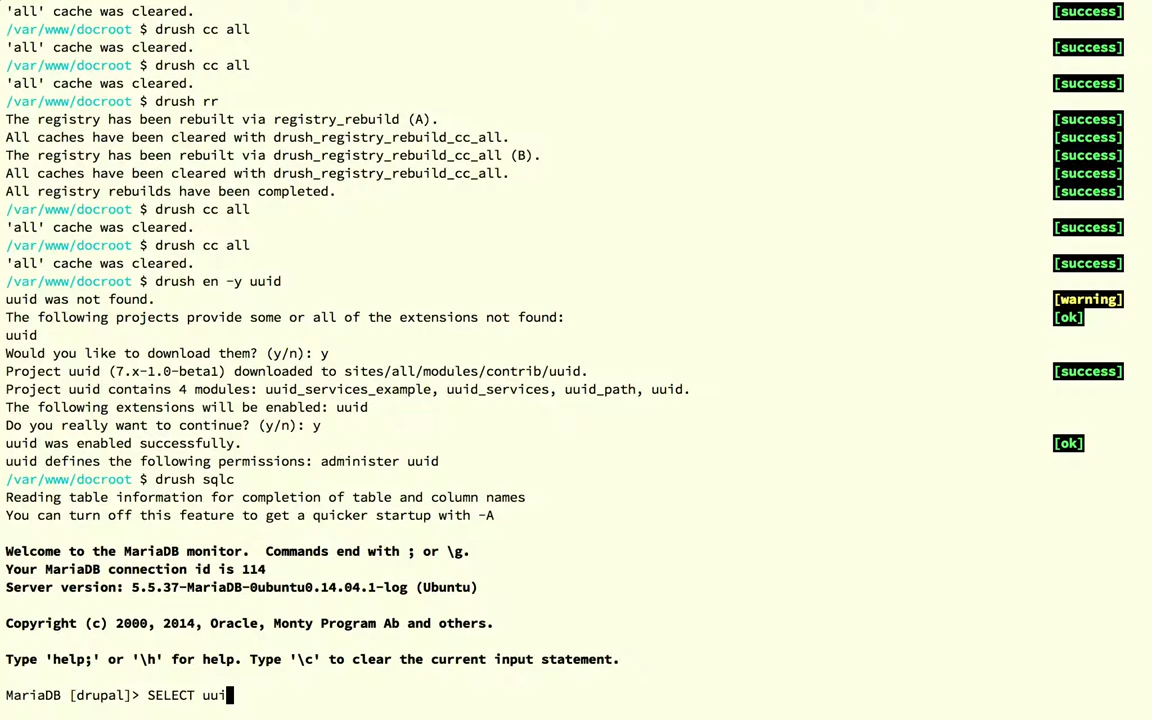 'all' cache was cleared. [success]
/var/www/docroot $ drush cc all
'all' cache was cleared. [success]
/var/www/docroot $ drush cc all
'all' cache was cleared. [success]
/var/www/docroot $ drush rr
The registry has been rebuilt via registry_rebuild (A). [success]
All caches have been cleared with drush_registry_rebuild_cc_all. [success]
The registry has been rebuilt via drush_registry_rebuild_cc_all (B). [success]
All caches have been cleared with drush_registry_rebuild_cc_all. [success]
All registry rebuilds have been completed. [success]
/var/www/docroot $ drush cc all
'all' cache was cleared. [success]
/var/www/docroot $ drush cc all
'all' cache was cleared. [success]
/var/www/docroot $ drush en -y uuid
uuid was not found. [warning]
The following projects provide some or all of the extensions not found: [ok]
uuid
Would you like to download them? (y/n): y
Project uuid (7.x-1.0-beta1) downloaded to sites/all/modules/contrib/uuid. [success]
Project uuid contains 4 modules: uuid_services_example, uuid_services, uuid_path, uuid.
The following extensions will be enabled: uuid
Do you really want to continue? (y/n): y
uuid was enabled successfully. [ok]
uuid defines the following permissions: administer uuid
/var/www/docroot $ drush sqlc
Reading table information for completion of table and column names
You can turn off this feature to get a quicker startup with -A
Welcome to the MariaDB monitor.  Commands end with ; or \g.
Your MariaDB connection id is 114
Server version: 5.5.37-MariaDB-0ubuntu0.14.04.1-log (Ubuntu)
Copyright (c) 2000, 2014, Oracle, Monty Program Ab and others.
Type 'help;' or '\h' for help. Type '\c' to clear the current input statement.
MariaDB [drupal]> SELECT uui